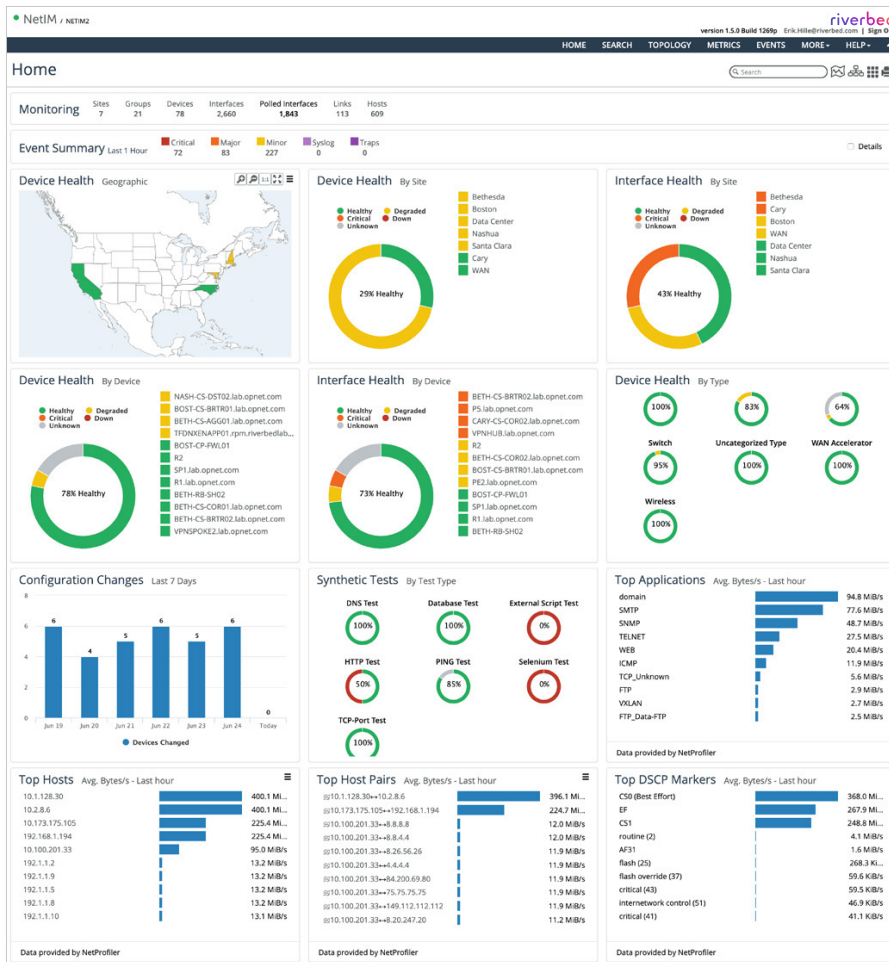 NetIM / NETIM2
riverbed
version 1.5.0 Build 1269p Erik.Hille@riverbed.com | Sign O
HOME SEARCH TOPOLOGY METRICS EVENTS MORE HELP
Home
Search
Monitoring
Sites Groups Devices Interfaces Polled Interfaces Links Hosts
7 21 78 2,660 1,843 113 609
Event Summary Last 1 Hour
Critical Major Minor Syslog Traps
72 83 227 0 0
Details
Device Health Geographic
1:1
Device Health By Site
Healthy Degraded
Critical Down
Unknown
29% Healthy
Bethesda
Boston
Data Center
Nashua
Santa Clara
Cary
WAN
Interface Health By Site
Healthy Degraded
Critical Down
Unknown
43% Healthy
Bethesda
Cary
Boston
WAN
Data Center
Nashua
Santa Clara
Device Health By Device
Healthy Degraded
Critical Down
Unknown
78% Healthy
NASH-CS-DST02.lab.opnet.com
BOST-CS-BRTR01.lab.opnet.com
BETH-CS-AGG01.lab.opnet.com
TFDNXENAPP01.rpm.riverbedlab...
BOST-CP-FWL01
R2
SP1.lab.opnet.com
R1.lab.opnet.com
BETH-RB-SH02
BETH-CS-COR01.lab.opnet.com
BETH-CS-BRTR02.lab.opnet.com
VPNSPOKE2.lab.opnet.com
Interface Health By Device
Healthy Degraded
Critical Down
Unknown
73% Healthy
BETH-CS-BRTR02.lab.opnet.com
P5.lab.opnet.com
CARY-CS-COR02.lab.opnet.com
VPNHUB.lab.opnet.com
R2
BETH-CS-COR02.lab.opnet.com
BOST-CS-BRTR01.lab.opnet.com
PE2.lab.opnet.com
BOST-CP-FWL01
SP1.lab.opnet.com
R1.lab.opnet.com
BETH-RB-SH02
Device Health By Type
100% 83% 64%
Switch Uncategorized Type WAN Accelerator
95% 100% 100%
Wireless
100%
Configuration Changes Last 7 Days
8
6
4
2
0
6 4 5 6 5 6 0
Jun 19 Jun 20 Jun 21 Jun 22 Jun 23 Jun 24 Today
Devices Changed
Synthetic Tests By Test Type
DNS Test Database Test External Script Test
100% 100% 0%
HTTP Test PING Test Selenium Test
50% 85% 0%
TCP-Port Test
100%
Top Applications Avg. Bytes/s - Last hour
domain 94.8 MiB/s
SMTP 77.6 MiB/s
SNMP 48.7 MiB/s
TELNET 27.5 MiB/s
WEB 20.4 MiB/s
ICMP 11.9 MiB/s
TCP_Unknown 5.6 MiB/s
FTP 2.9 MiB/s
VXLAN 2.7 MiB/s
FTP_Data-FTP 2.5 MiB/s
Data provided by NetProfiler
Top Hosts Avg. Bytes/s - Last hour
10.1.128.30 400.1 Mi...
10.2.8.6 400.1 Mi...
10.173.175.105 225.4 Mi...
192.168.1.194 225.4 Mi...
10.100.201.33 95.0 MiB/s
192.1.1.2 13.2 MiB/s
192.1.1.9 13.2 MiB/s
192.1.1.5 13.2 MiB/s
192.1.1.8 13.2 MiB/s
192.1.1.10 13.1 MiB/s
Data provided by NetProfiler
Top Host Pairs Avg. Bytes/s - Last hour
10.1.128.30↔10.2.8.6 396.1 Mi...
10.173.175.105↔192.168.1.194 224.7 Mi...
10.100.201.33↔8.8.8.8 12.0 MiB/s
10.100.201.33↔8.8.4.4 12.0 MiB/s
10.100.201.33↔8.26.56.26 11.9 MiB/s
10.100.201.33↔4.4.4.4 11.9 MiB/s
10.100.201.33↔84.200.69.80 11.9 MiB/s
10.100.201.33↔75.75.75.75 11.9 MiB/s
10.100.201.33↔149.112.112.112 11.9 MiB/s
10.100.201.33↔8.20.247.20 11.2 MiB/s
Data provided by NetProfiler
Top DSCP Markers Avg. Bytes/s - Last hour
CS0 (Best Effort) 368.0 Mi...
EF 267.9 Mi...
CS1 248.8 Mi...
routine (2) 4.1 MiB/s
AF31 1.6 MiB/s
flash (25) 268.3 Ki...
flash override (37) 59.6 KiB/s
critical (43) 59.5 KiB/s
internetwork control (51) 46.9 KiB/s
critical (41) 41.1 KiB/s
Data provided by NetProfiler